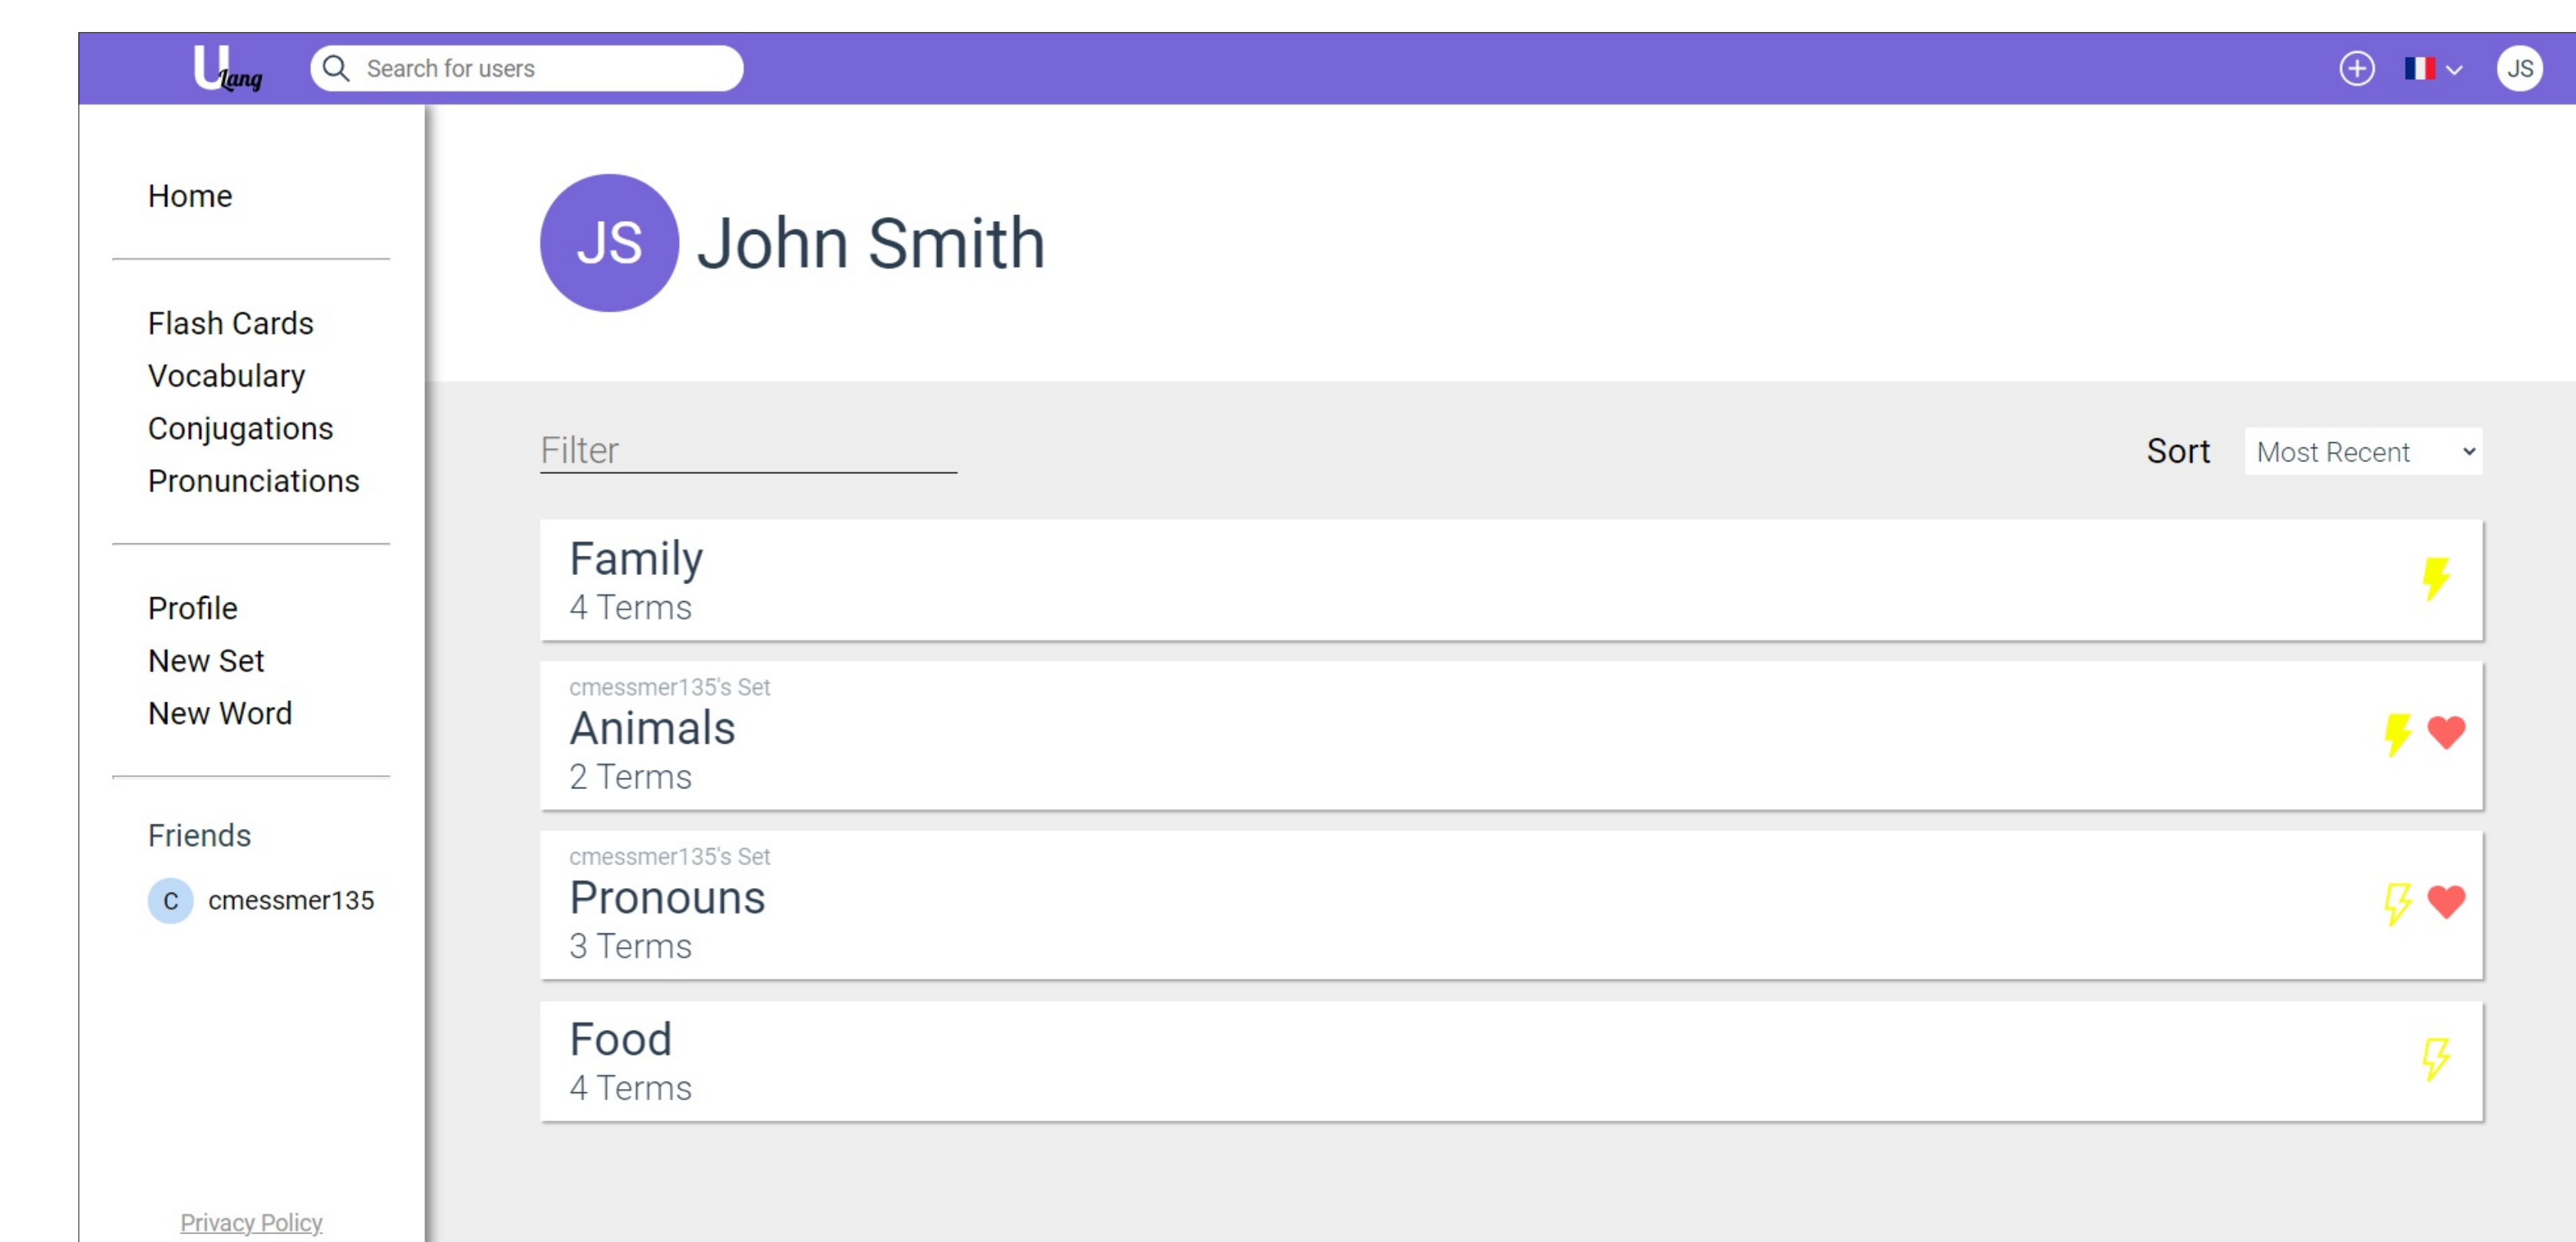 ULang
Search for users
JS
Home
Flash Cards
Vocabulary
Conjugations
Pronunciations
Profile
New Set
New Word
Friends
C cmessmer135
Privacy Policy
JS John Smith
Filter
Sort Most Recent
Family
4 Terms
cmessmer135's Set
Animals
2 Terms
cmessmer135's Set
Pronouns
3 Terms
Food
4 Terms